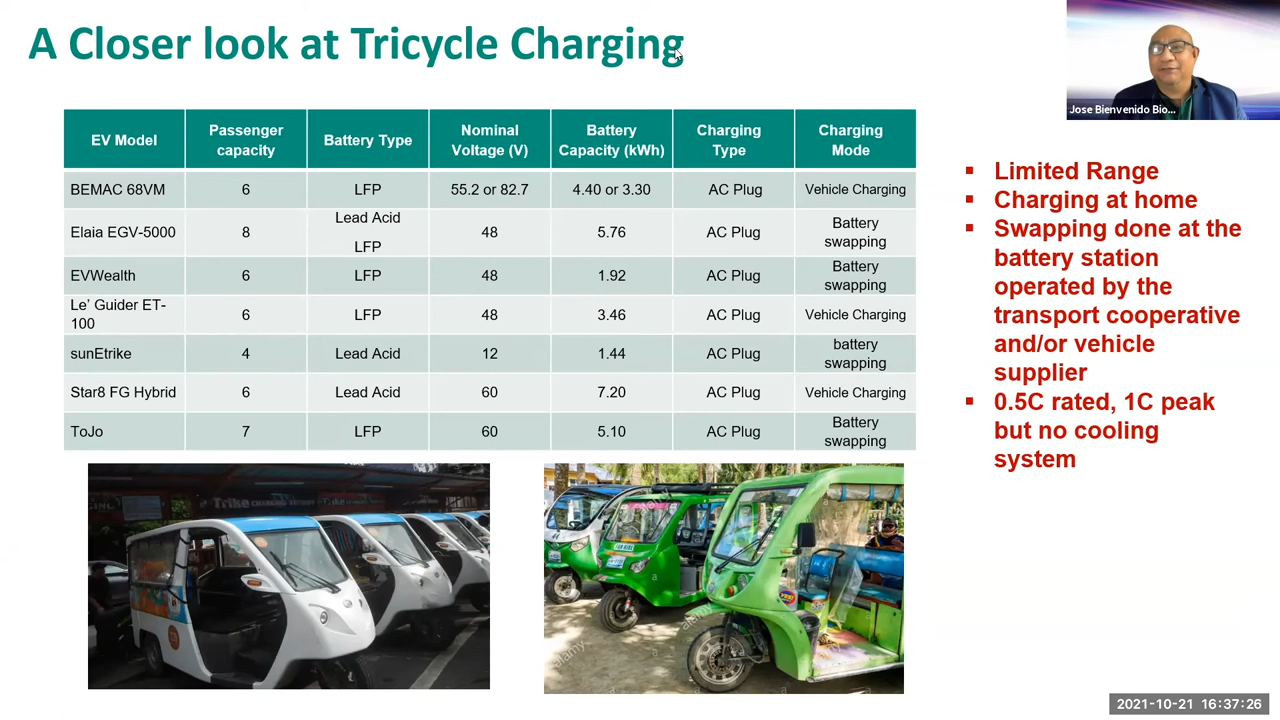 A Closer look at Tricycle Charging
Jose Bienvenido Bio...
EV Model
Passenger
capacity
Battery Type
Nominal
Voltage (V)
Battery
Capacity (kWh)
Charging
Type
Charging
Mode
BEMAC 68VM
6
LFP
55.2 or 82.7
4.40 or 3.30
AC Plug
Vehicle Charging
Elaia EGV-5000
8
Lead Acid
LFP
48
5.76
AC Plug
Battery
swapping
EVWealth
6
LFP
48
1.92
AC Plug
Battery
swapping
Le’ Guider ET-
100
6
LFP
48
3.46
AC Plug
Vehicle Charging
sunEtrike
4
Lead Acid
12
1.44
AC Plug
battery
swapping
Star8 FG Hybrid
6
Lead Acid
60
7.20
AC Plug
Vehicle Charging
ToJo
7
LFP
60
5.10
AC Plug
Battery
swapping
▪ Limited Range
▪ Charging at home
▪ Swapping done at the
battery station
operated by the
transport cooperative
and/or vehicle
supplier
▪ 0.5C rated, 1C peak
but no cooling
system
Trike
alamy
alamy
alamy
a
a
a
2021-10-21 16:37:26